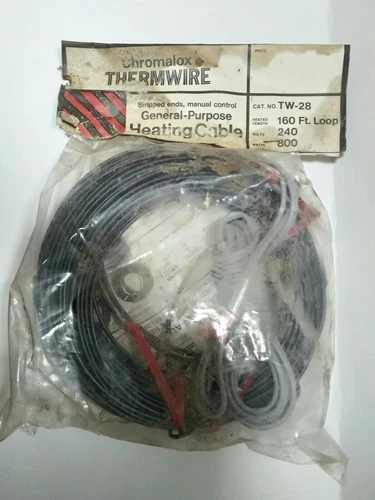 Chromalox
THERMWIRE
Stripped ends, manual control
General-Purpose
Heating Cable
PRICE
CAT. NO. TW-28
HEATED LENGTH 160 Ft. Loop
VOLTS 240
WATTS 800